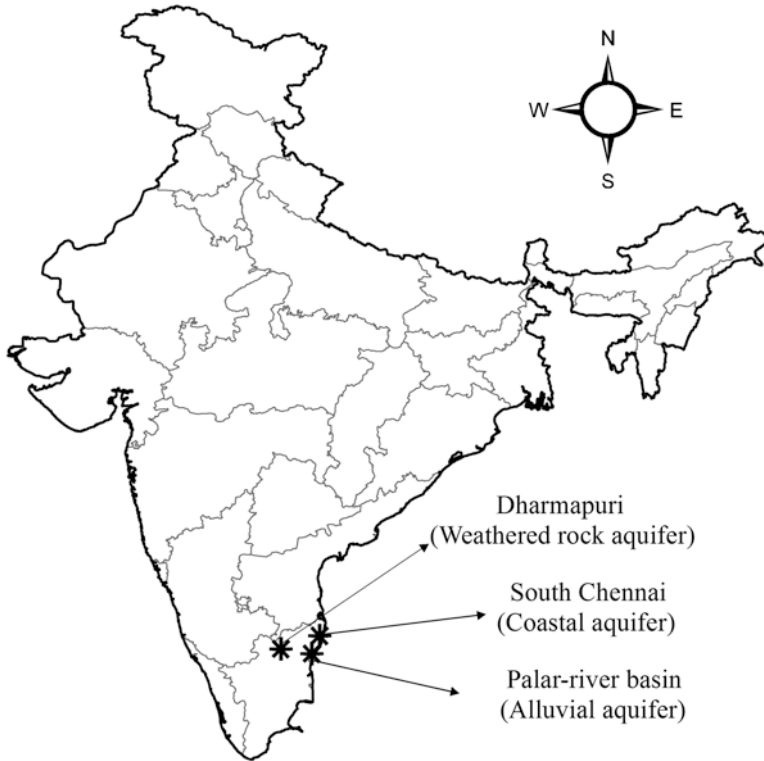 N
W
E
S
Dharmapuri
(Weathered rock aquifer)
South Chennai
(Coastal aquifer)
Palar-river basin
(Alluvial aquifer)